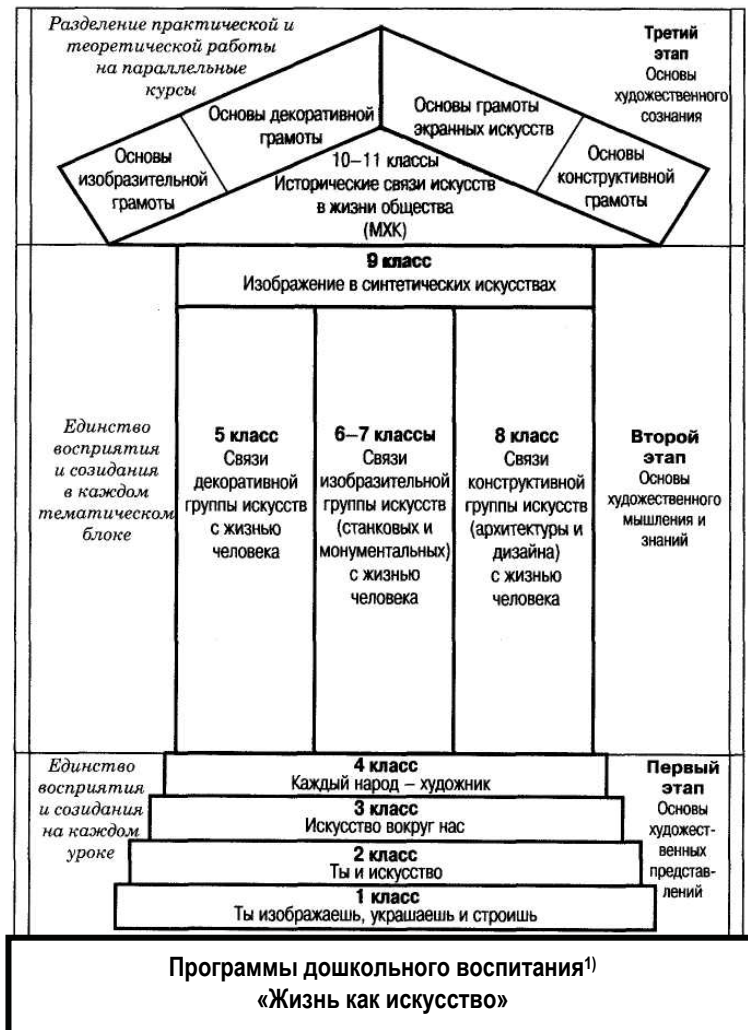 Разделение практической и
теоретической работы
на параллельные
курсы
Третий
этап
Основы
художественного
сознания
Основы
изобразительной
грамоты
Основы декоративной
грамоты
Основы грамоты
экранных искусств
Основы
конструктивной
грамоты
10–11 классы
Исторические связи искусств
в жизни общества
(МХК)
9 класс
Изображение в синтетических искусствах
Единство
восприятия
и созидания
в каждом
тематическом
блоке
5 класс
Связи
декоративной
группы искусств
с жизнью
человека
6–7 классы
Связи
изобразительной
группы искусств
(станковых и
монументальных)
с жизнью
человека
8 класс
Связи
конструктивной
группы искусств
(архитектуры и
дизайна)
с жизнью
человека
Второй
этап
Основы
художественного
мышления и
знаний
Единство
восприятия
и созидания
на каждом
уроке
4 класс
Каждый народ – художник
3 класс
Искусство вокруг нас
2 класс
Ты и искусство
1 класс
Ты изображаешь, украшаешь и строишь
Первый
этап
Основы
художест-
венных
представ-
лений
Программы дошкольного воспитания¹⁾
«Жизнь как искусство»